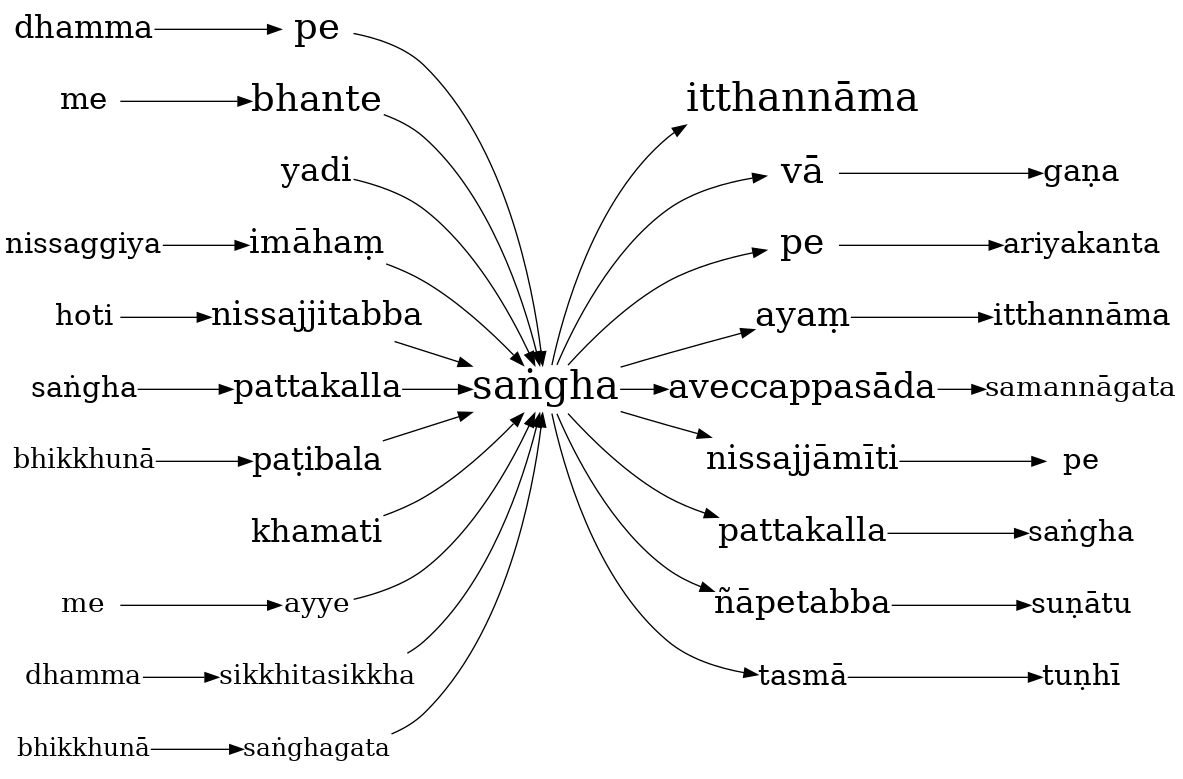 dhamma pe
me bhante itthannāma
yadi vā gaṇa
nissaggiya imāhaṃ pe ariyakanta
hoti nissajjitabba ayaṃ itthannāma
saṅgha pattakalla saṅgha aveccappasāda samannāgata
bhikkhunā paṭibala nissajjāmīti pe
khamati pattakalla saṅgha
me ayye ñāpetabba suṇātu
dhamma sikkhitasikkha tasmā tuṇhī
bhikkhunā saṅghagata